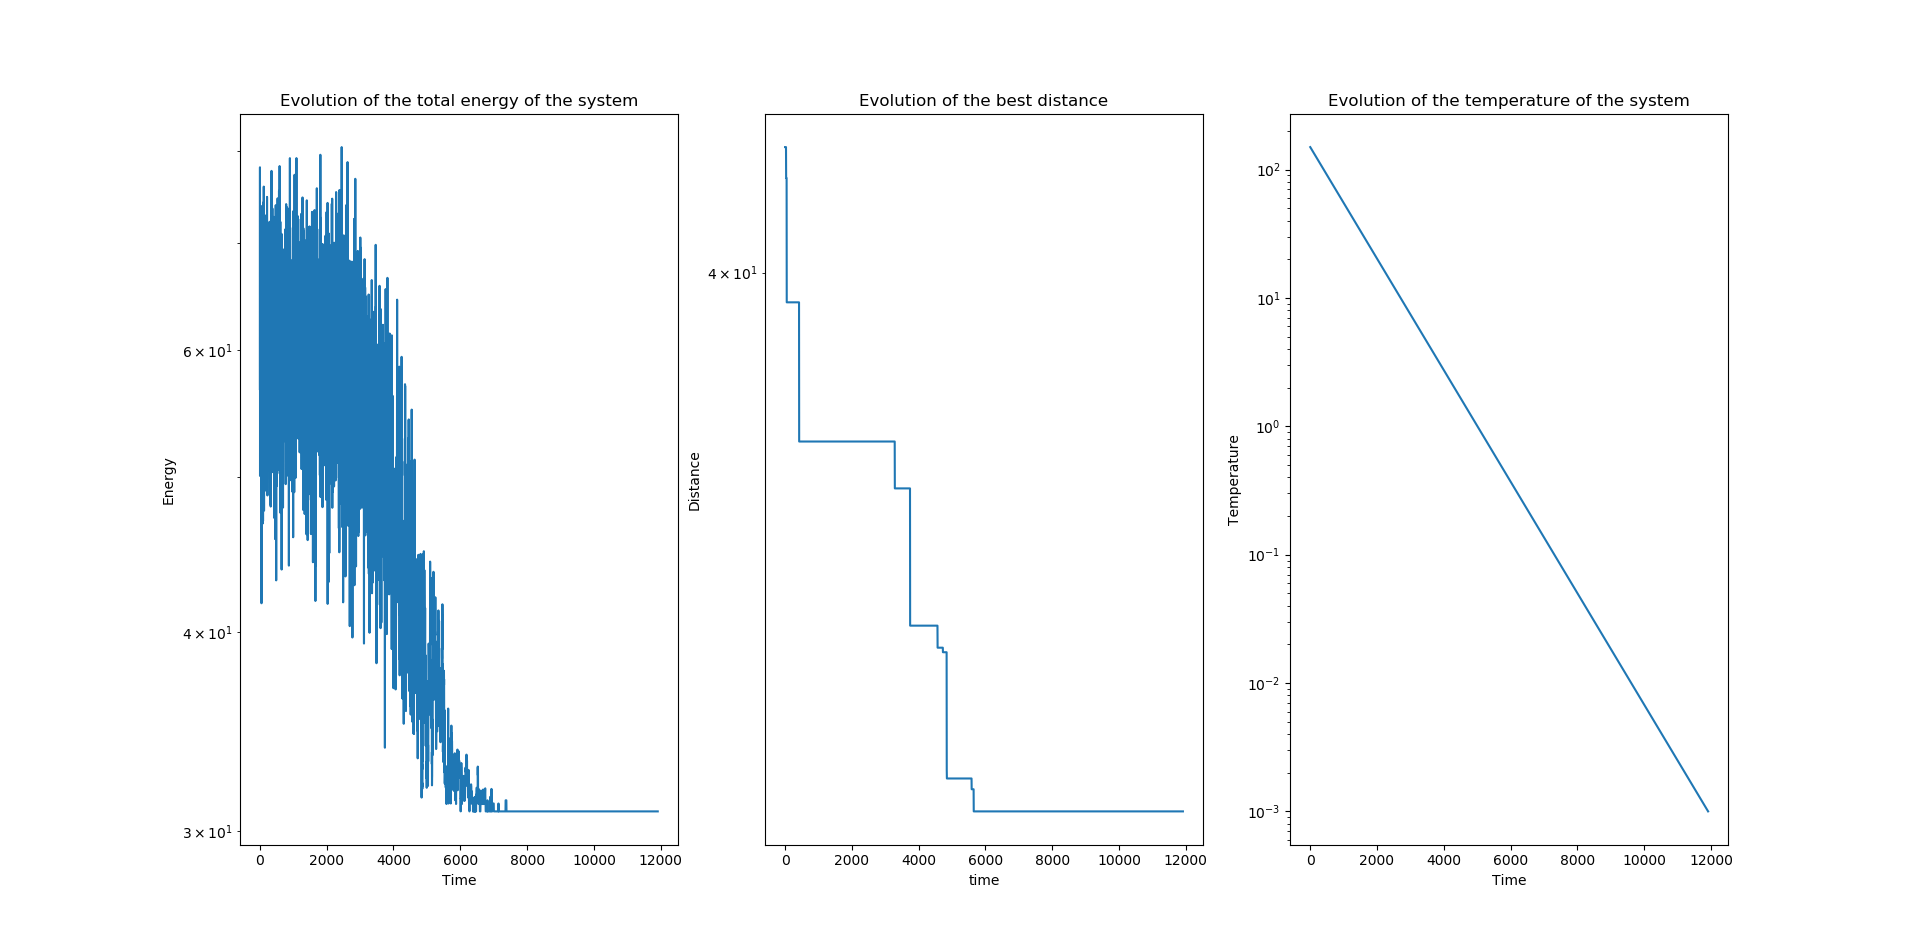 Evolution of the total energy of the system
Energy
6 × 10¹
4 × 10¹
3 × 10¹
0 2000 4000 6000 8000 10000 12000
Time
Evolution of the best distance
Distance
4 × 10¹
0 2000 4000 6000 8000 10000 12000
time
Evolution of the temperature of the system
Temperature
10²
10¹
10⁰
10⁻¹
10⁻²
10⁻³
0 2000 4000 6000 8000 10000 12000
Time